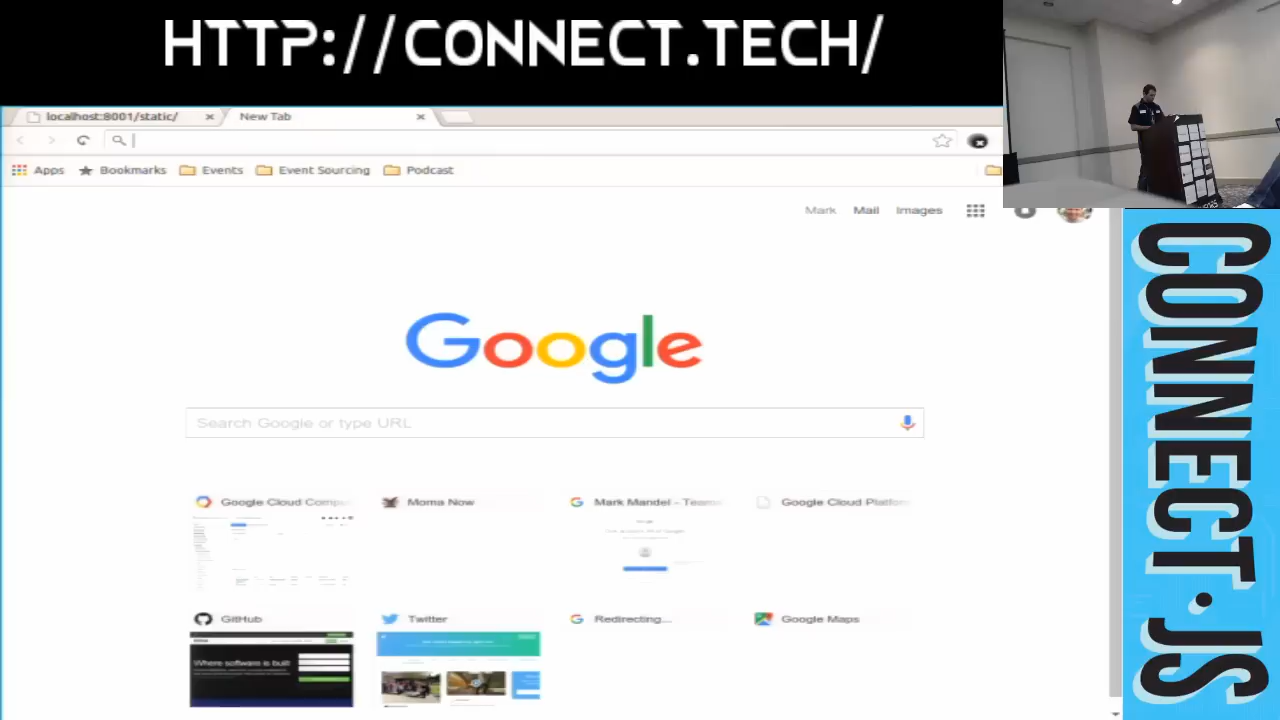 HTTP://CONNECT.TECH/
localhost:8001/static/
New Tab
Apps
Bookmarks
Events
Event Sourcing
Podcast
Mark
Mail
Images
Google
Search Google or type URL
Google Cloud Compu
Moma Now
Mark Mandel - Teams
Google Cloud Platfor
GitHub
Twitter
Redirecting...
Google Maps
Where software is built
CONNECT.JS